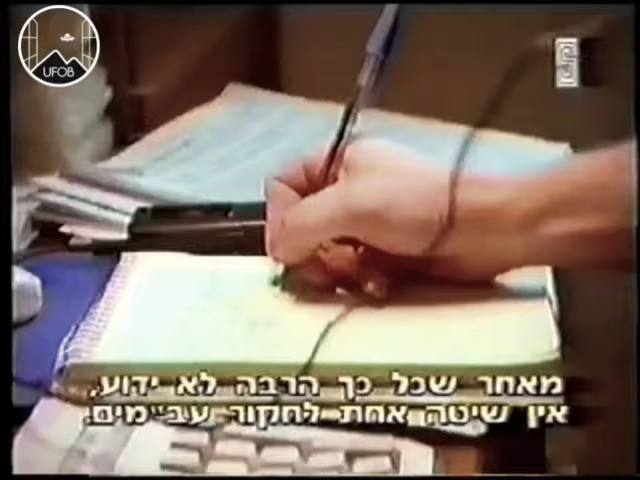 UFOB
מאחר שכל כך הרבה לא ידוע,
אין שיטה אחת לחקור עב"מים.